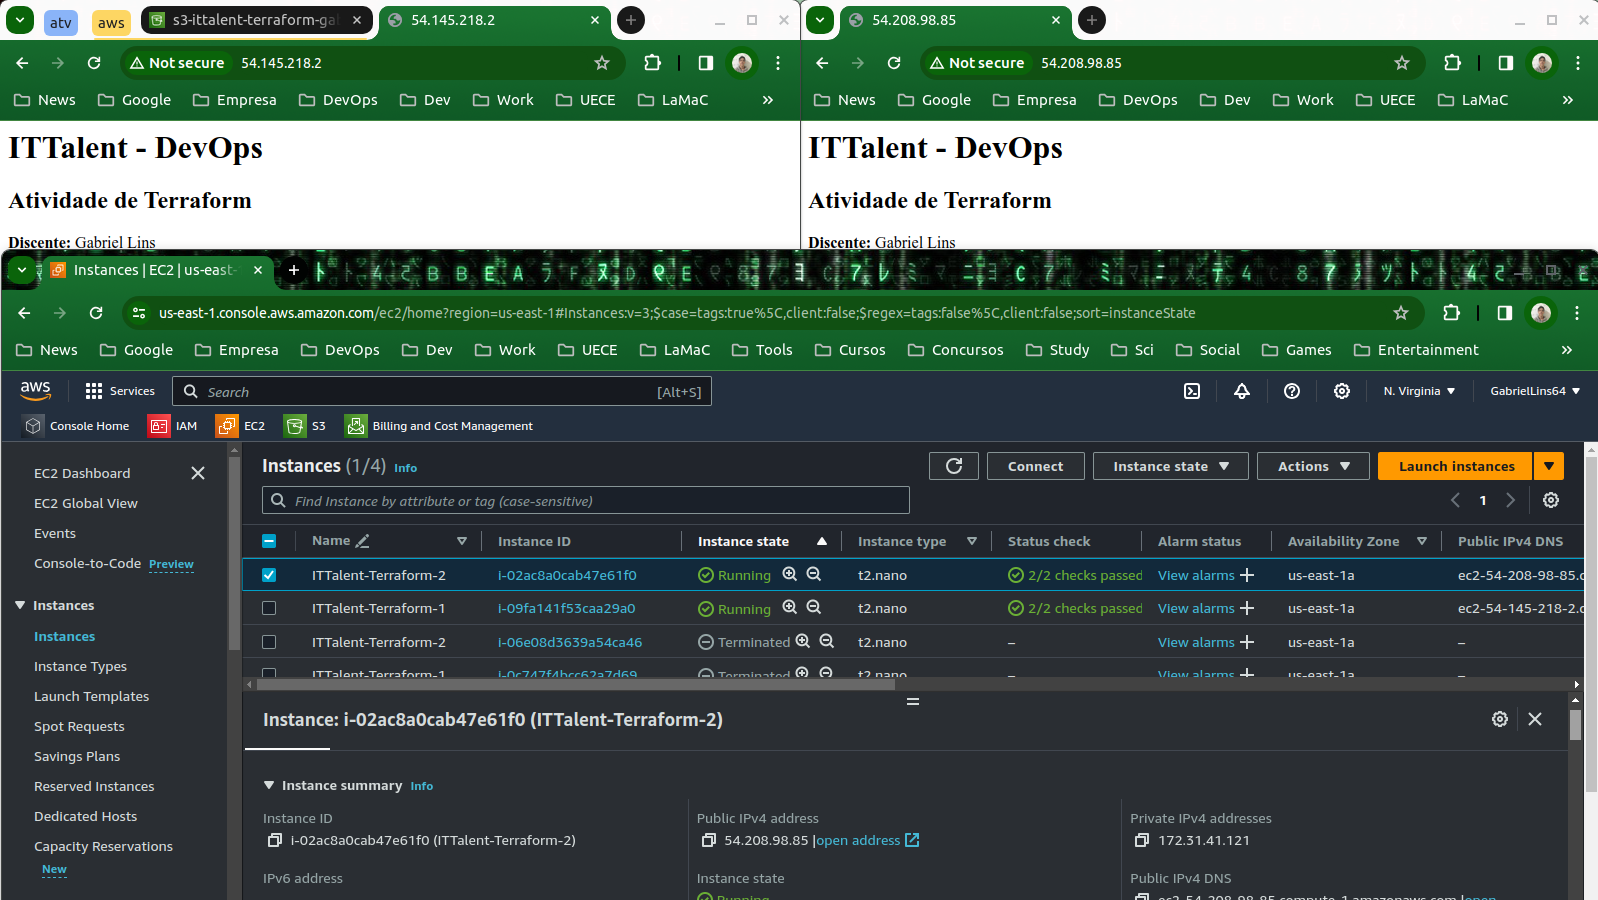 atv
aws
s3-ittalent-terraform-gal
54.145.218.2
Not secure
54.145.218.2
News
Google
Empresa
DevOps
Dev
Work
UECE
LaMaC
ITTalent - DevOps
Atividade de Terraform
Discente: Gabriel Lins
54.208.98.85
Not secure
54.208.98.85
News
Google
Empresa
DevOps
Dev
Work
UECE
LaMaC
ITTalent - DevOps
Atividade de Terraform
Discente: Gabriel Lins
Instances | EC2 | us-east-
us-east-1.console.aws.amazon.com/ec2/home?region=us-east-1#Instances:v=3;$case=tags:true%5C,client:false;$regex=tags:false%5C,client:false;sort=instanceState
News
Google
Empresa
DevOps
Dev
Work
UECE
LaMaC
Tools
Cursos
Concursos
Study
Sci
Social
Games
Entertainment
aws
Services
Search
[Alt+S]
N. Virginia
GabrielLins64
Console Home
IAM
EC2
S3
Billing and Cost Management
EC2 Dashboard
EC2 Global View
Events
Console-to-Code Preview
Instances
Instances
Instance Types
Launch Templates
Spot Requests
Savings Plans
Reserved Instances
Dedicated Hosts
Capacity Reservations
New
Instances (1/4) Info
Connect
Instance state
Actions
Launch instances
Find Instance by attribute or tag (case-sensitive)
1
Name
Instance ID
Instance state
Instance type
Status check
Alarm status
Availability Zone
Public IPv4 DNS
ITTalent-Terraform-2 i-02ac8a0cab47e61f0 Running t2.nano 2/2 checks passed View alarms + us-east-1a ec2-54-208-98-85.c
ITTalent-Terraform-1 i-09fa141f53caa29a0 Running t2.nano 2/2 checks passed View alarms + us-east-1a ec2-54-145-218-2.c
ITTalent-Terraform-2 i-06e08d3639a54ca46 Terminated t2.nano – View alarms + us-east-1a –
ITTalent-Terraform-1 i-0c747f4bcc62a7d69 Terminated t2.nano – View alarms + us-east-1a –
Instance: i-02ac8a0cab47e61f0 (ITTalent-Terraform-2)
Instance summary Info
Instance ID
i-02ac8a0cab47e61f0 (ITTalent-Terraform-2)
IPv6 address
Public IPv4 address
54.208.98.85 |open address
Instance state
Running
Private IPv4 addresses
172.31.41.121
Public IPv4 DNS
ec2-54-208-98-85.compute-1.amazonaws.com |open